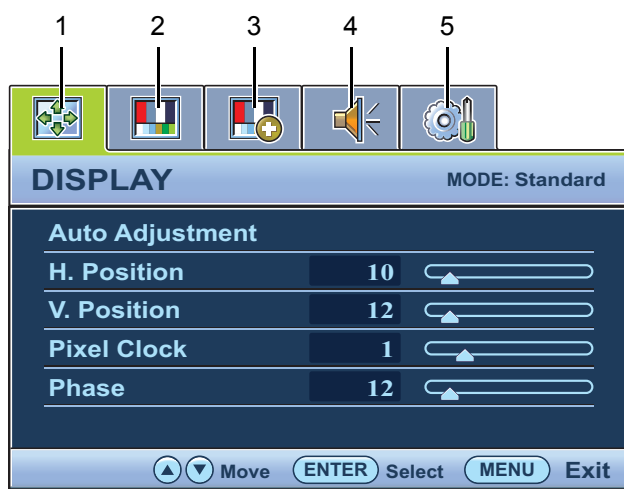 1 2 3 4 5
DISPLAY MODE: Standard
Auto Adjustment
H. Position 10
V. Position 12
Pixel Clock 1
Phase 12
Move ENTER Select MENU Exit